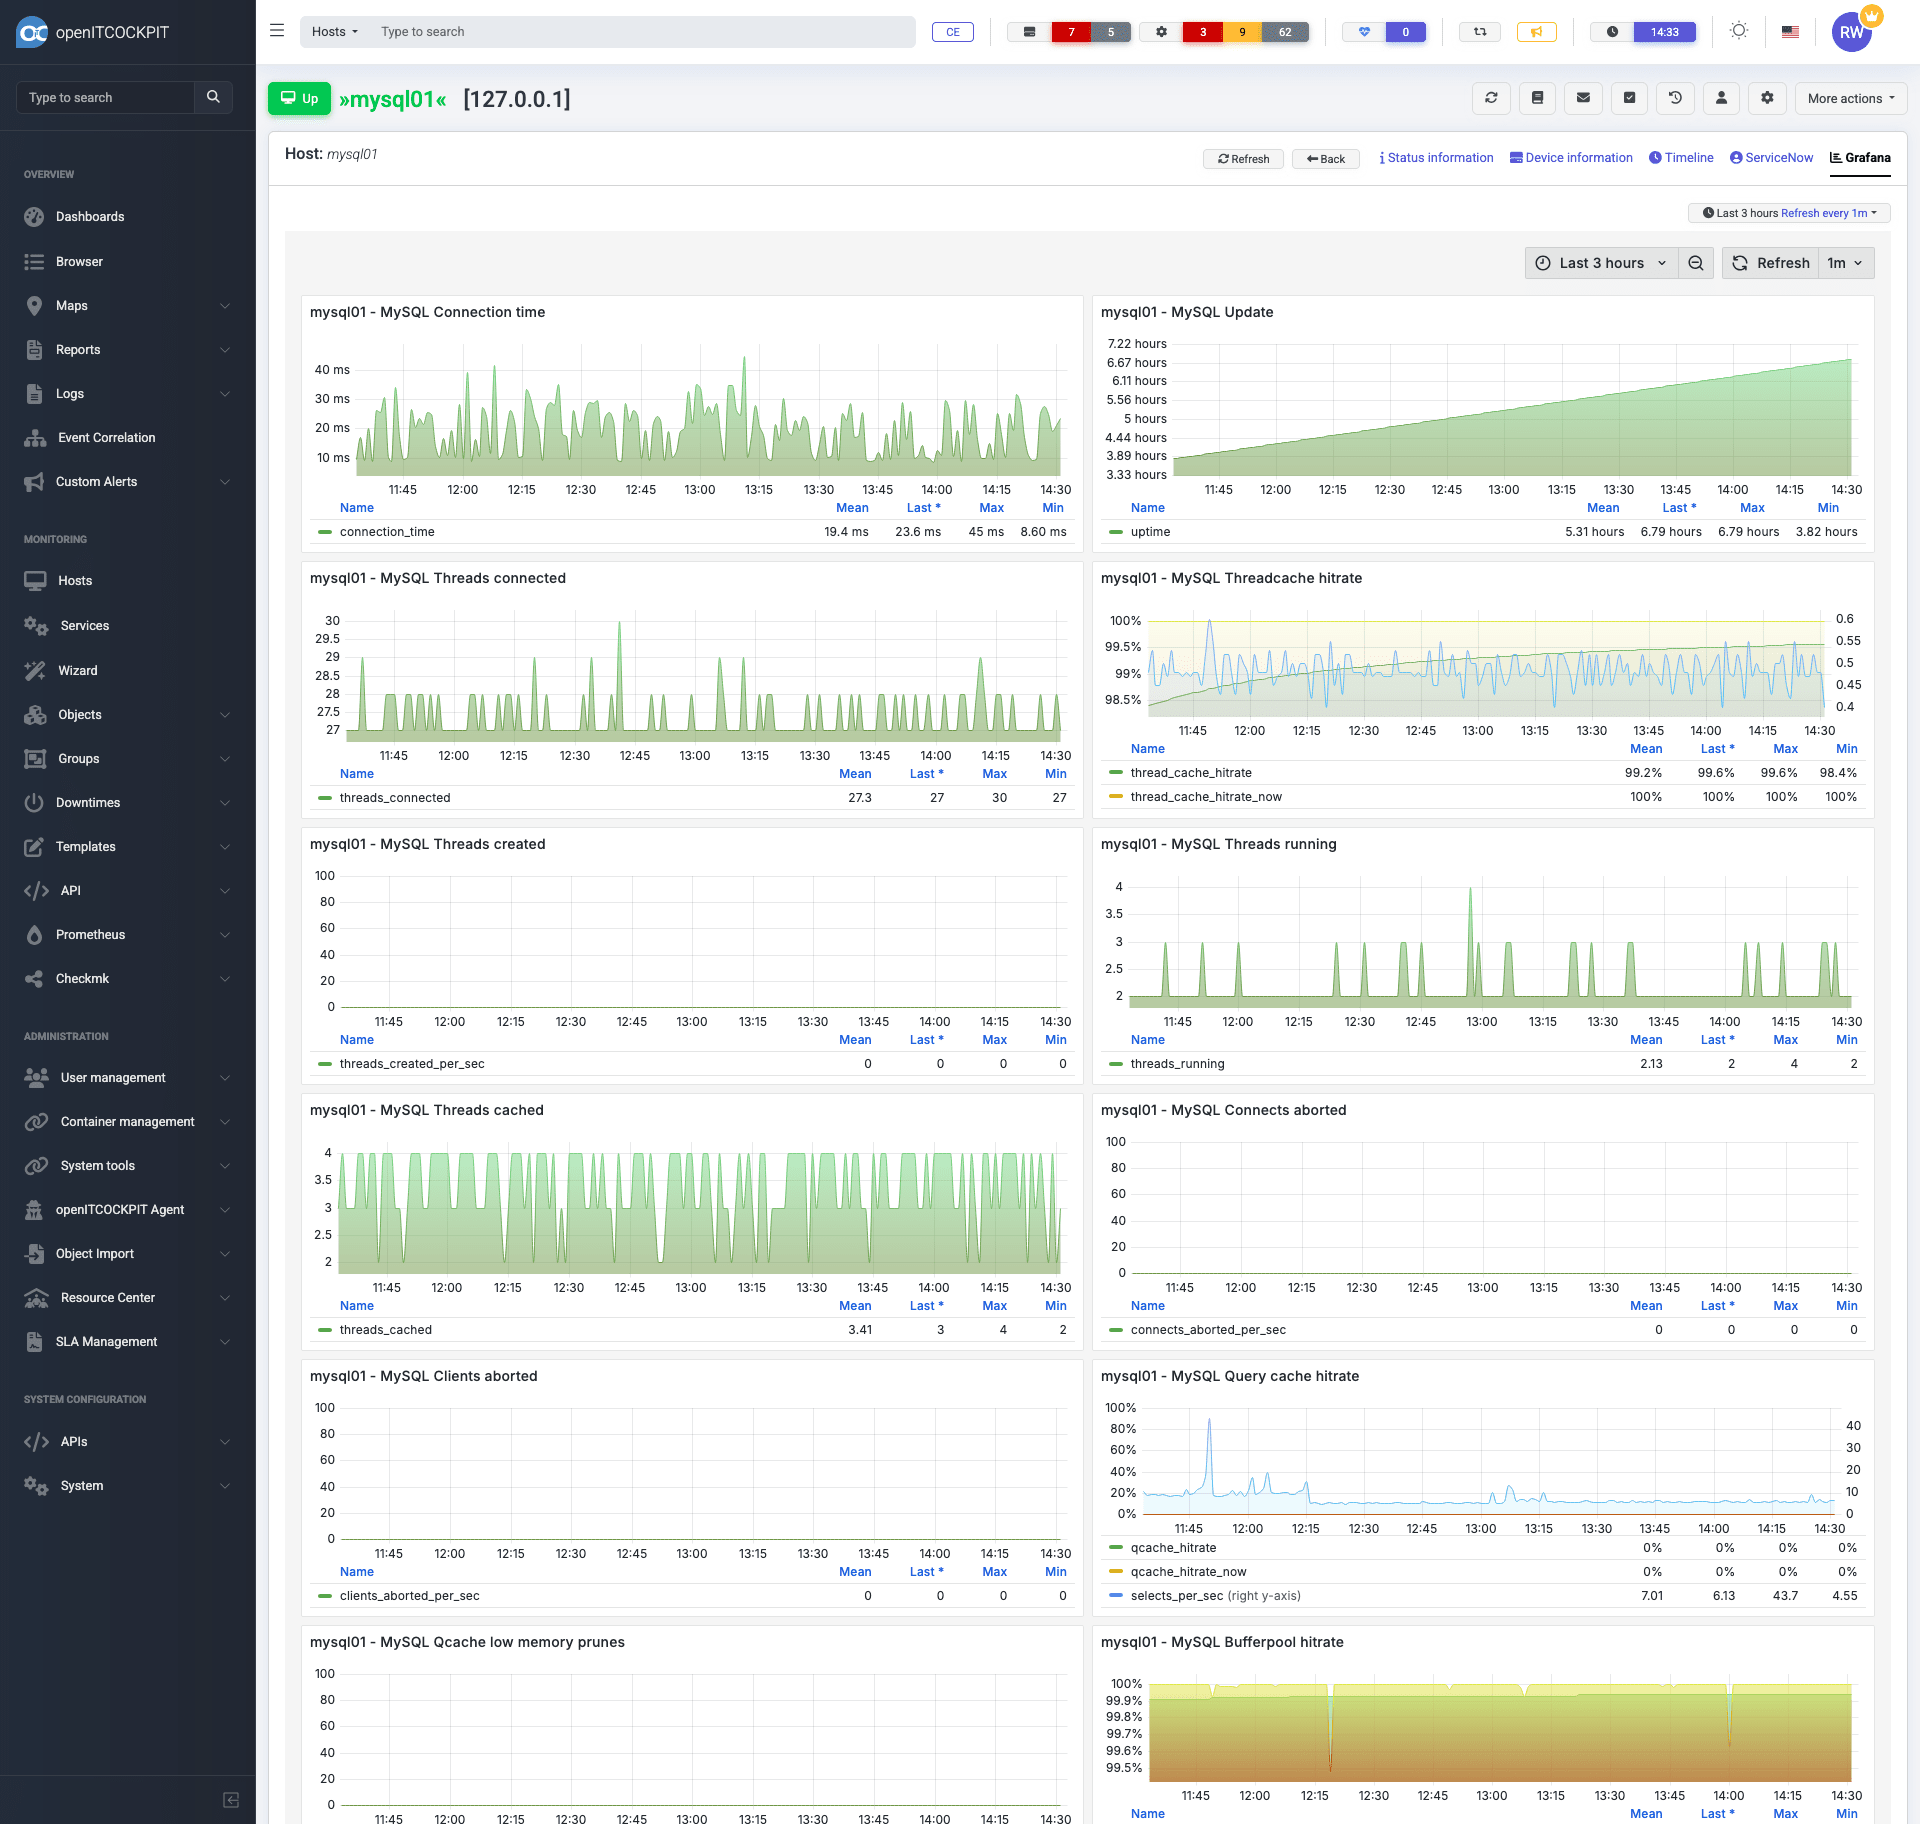 openITCOCKPIT
Hosts Type to search CE 7 5 3 9 62 0 14:33 RW
Type to search
Up »mysql01« [127.0.0.1] More actions
Host: mysql01 Refresh Back Status information Device information Timeline ServiceNow Grafana
Last 3 hours Refresh every 1m
Last 3 hours Refresh 1m
OVERVIEW
Dashboards
Browser
Maps
Reports
Logs
Event Correlation
Custom Alerts
MONITORING
Hosts
Services
Wizard
Objects
Groups
Downtimes
Templates
API
Prometheus
Checkmk
ADMINISTRATION
User management
Container management
System tools
openITCOCKPIT Agent
Object Import
Resource Center
SLA Management
SYSTEM CONFIGURATION
APIs
System
mysql01 - MySQL Connection time
40 ms
30 ms
20 ms
10 ms
11:45 12:00 12:15 12:30 12:45 13:00 13:15 13:30 13:45 14:00 14:15 14:30
Name Mean Last * Max Min
connection_time 19.4 ms 23.6 ms 45 ms 8.60 ms
mysql01 - MySQL Update
7.22 hours
6.67 hours
6.11 hours
5.56 hours
5 hours
4.44 hours
3.89 hours
3.33 hours
11:45 12:00 12:15 12:30 12:45 13:00 13:15 13:30 13:45 14:00 14:15 14:30
Name Mean Last * Max Min
uptime 5.31 hours 6.79 hours 6.79 hours 3.82 hours
mysql01 - MySQL Threads connected
30
29.5
29
28.5
28
27.5
27
11:45 12:00 12:15 12:30 12:45 13:00 13:15 13:30 13:45 14:00 14:15 14:30
Name Mean Last * Max Min
threads_connected 27.3 27 30 27
mysql01 - MySQL Threadcache hitrate
100% 0.6
99.5% 0.55
99% 0.5
98.5% 0.45
0.4
11:45 12:00 12:15 12:30 12:45 13:00 13:15 13:30 13:45 14:00 14:15 14:30
Name Mean Last * Max Min
thread_cache_hitrate 99.2% 99.6% 99.6% 98.4%
thread_cache_hitrate_now 100% 100% 100% 100%
mysql01 - MySQL Threads created
100
80
60
40
20
0
11:45 12:00 12:15 12:30 12:45 13:00 13:15 13:30 13:45 14:00 14:15 14:30
Name Mean Last * Max Min
threads_created_per_sec 0 0 0 0
mysql01 - MySQL Threads running
4
3.5
3
2.5
2
11:45 12:00 12:15 12:30 12:45 13:00 13:15 13:30 13:45 14:00 14:15 14:30
Name Mean Last * Max Min
threads_running 2.13 2 4 2
mysql01 - MySQL Threads cached
4
3.5
3
2.5
2
11:45 12:00 12:15 12:30 12:45 13:00 13:15 13:30 13:45 14:00 14:15 14:30
Name Mean Last * Max Min
threads_cached 3.41 3 4 2
mysql01 - MySQL Connects aborted
100
80
60
40
20
0
11:45 12:00 12:15 12:30 12:45 13:00 13:15 13:30 13:45 14:00 14:15 14:30
Name Mean Last * Max Min
connects_aborted_per_sec 0 0 0 0
mysql01 - MySQL Clients aborted
100
80
60
40
20
0
11:45 12:00 12:15 12:30 12:45 13:00 13:15 13:30 13:45 14:00 14:15 14:30
Name Mean Last * Max Min
clients_aborted_per_sec 0 0 0 0
mysql01 - MySQL Query cache hitrate
100%
80% 40
60% 30
40% 20
20% 10
0% 0
11:45 12:00 12:15 12:30 12:45 13:00 13:15 13:30 13:45 14:00 14:15 14:30
qcache_hitrate 0% 0% 0% 0%
qcache_hitrate_now 0% 0% 0% 0%
selects_per_sec (right y-axis) 7.01 6.13 43.7 4.55
mysql01 - MySQL Qcache low memory prunes
100
80
60
40
20
0
11:45 12:00 12:15 12:30 12:45 13:00 13:15 13:30 13:45 14:00 14:15 14:30
mysql01 - MySQL Bufferpool hitrate
100%
99.9%
99.8%
99.7%
99.6%
99.5%
11:45 12:00 12:15 12:30 12:45 13:00 13:15 13:30 13:45 14:00 14:15 14:30
Name Mean Last * Max Min